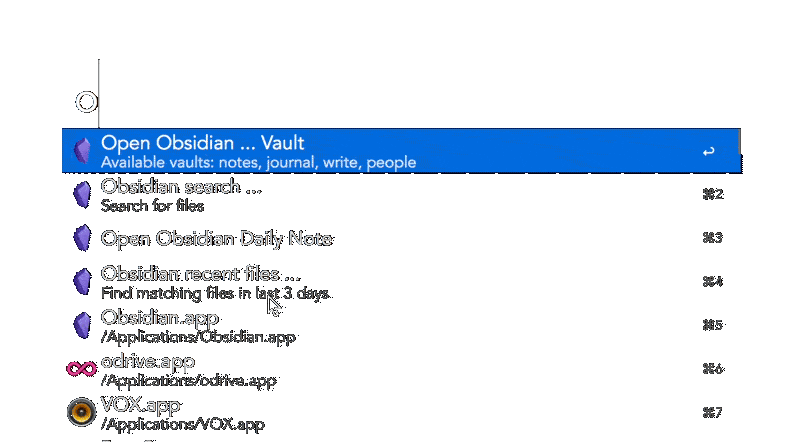 Open Obsidian ... Vault
Available vaults: notes, journal, write, people
↩
Obsidian search ...
Search for files
⌘2
Open Obsidian Daily Note
⌘3
Obsidian recent files ...
Find matching files in last 3 days
⌘4
Obsidian.app
/Applications/Obsidian.app
⌘5
odrive.app
/Applications/odrive.app
⌘6
VOX.app
/Applications/VOX.app
⌘7